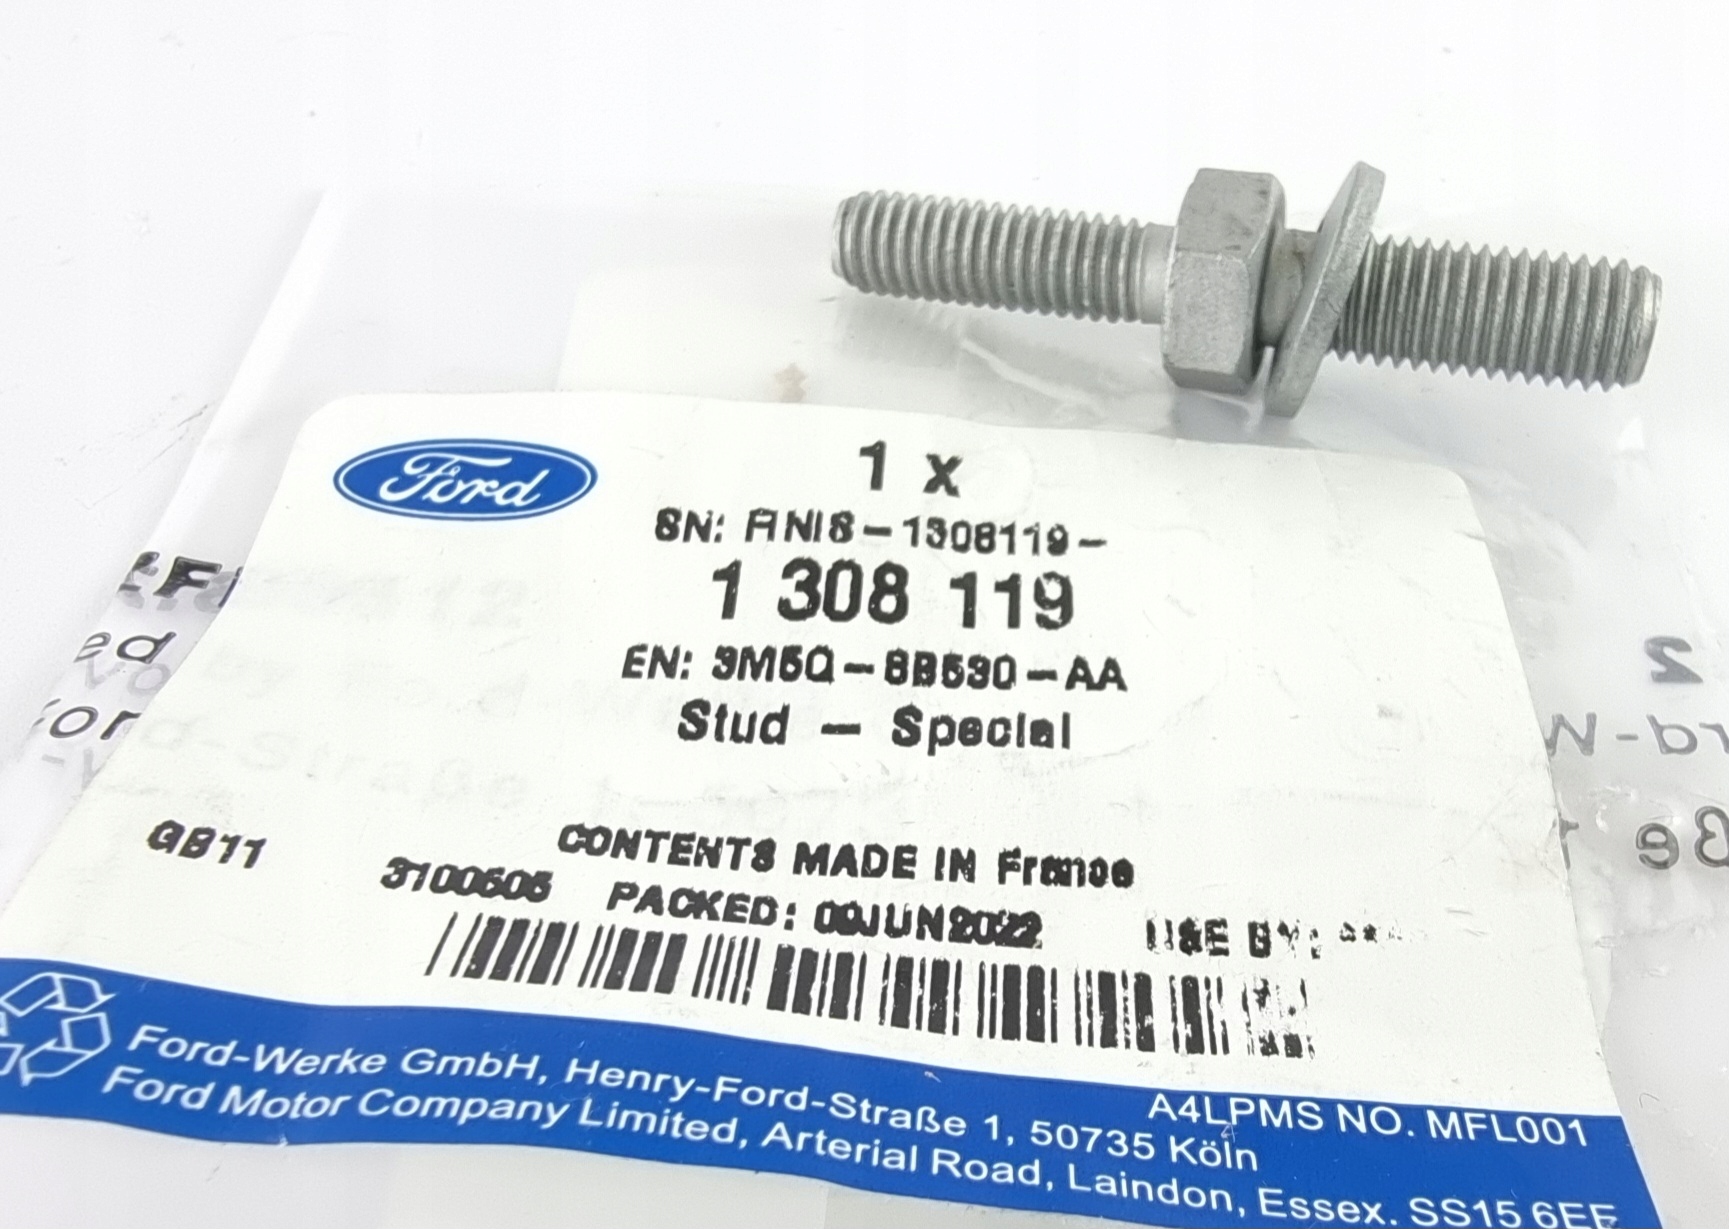 Ford
1 x
SN: ANIS-1308119-
1 308 119
EN: 3M5Q-8B530-AA
Stud - Special
GB11
CONTENTS MADE IN France
3100505 PACKED: 09JUN2022 USE BY:
A4LPMS NO. MFL001
Ford-Werke GmbH, Henry-Ford-Straße 1, 50735 Köln
Ford Motor Company Limited, Arterial Road, Laindon, Essex. SS15 6EE